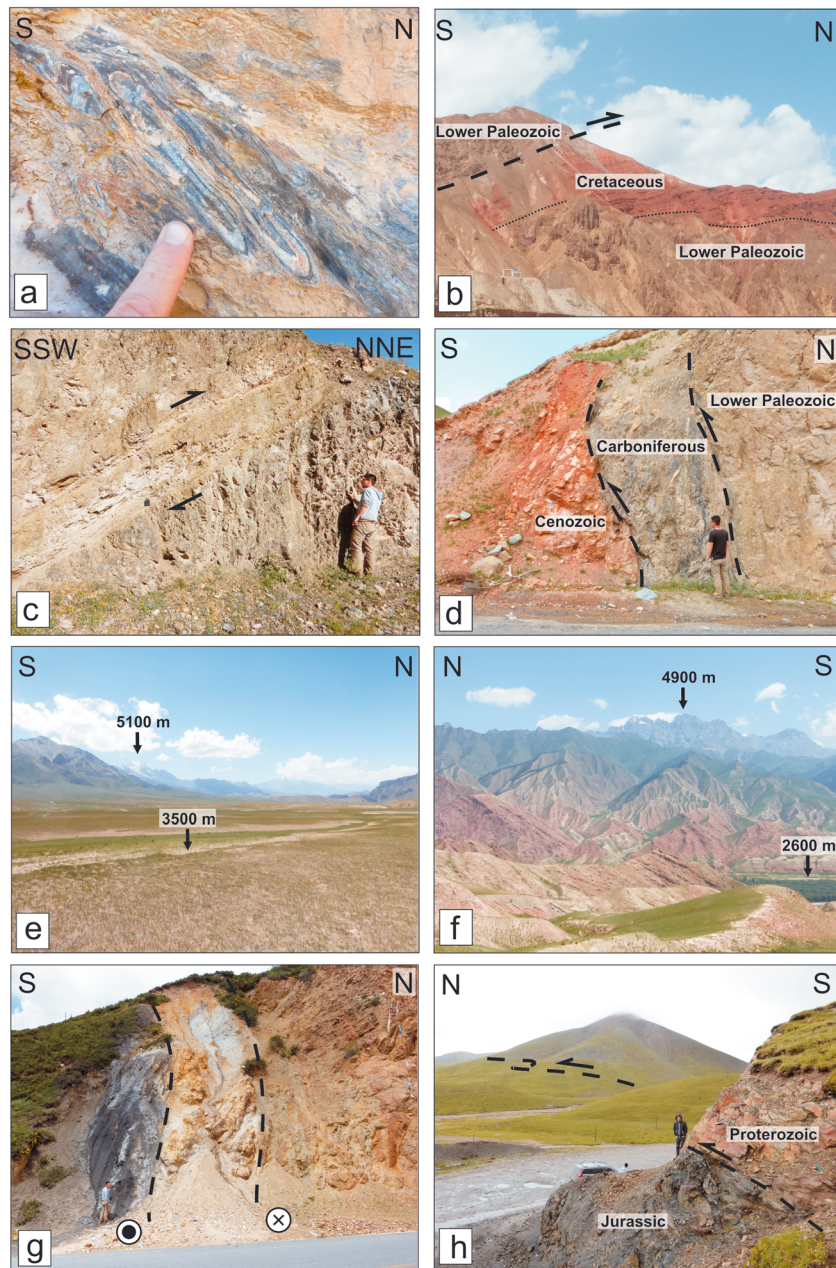 S N
a
S N
Lower Paleozoic
Cretaceous
Lower Paleozoic
b
SSW NNE
c
S N
Lower Paleozoic
Carboniferous
Cenozoic
d
S N
5100 m
3500 m
e
N S
4900 m
2600 m
f
S N
g
N S
?
Proterozoic
Jurassic
h